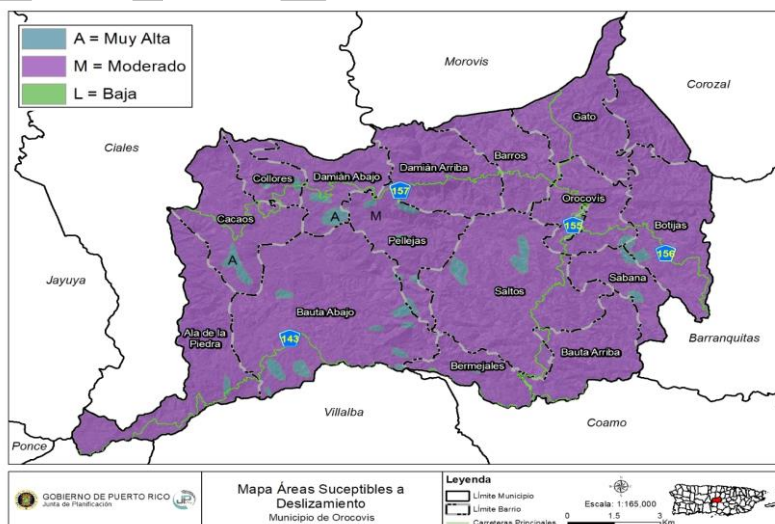 A = Muy Alta
M = Moderado
L = Baja
Morovis
Corozal
Ciales
Gato
Barros
Damián Arriba
Collores
Damián Abajo
157
Orocovis
Cacaos
A
M
155
Botijas
Pellejas
156
A
Sabana
Jayuya
Saltos
Bauta Abajo
Ala de la
Piedra
143
Barranquitas
Bauta Arriba
Bermejales
Villalba
Coamo
Ponce
GOBIERNO DE PUERTO RICO
Junta de Planificación
JP
Mapa Áreas Suceptibles a
Deslizamiento
Municipio de Orocovis
Leyenda
Límite Municipio
Límite Barrio
Carreteras Principales
Escala: 1:165,000
0 1.5 3
Km